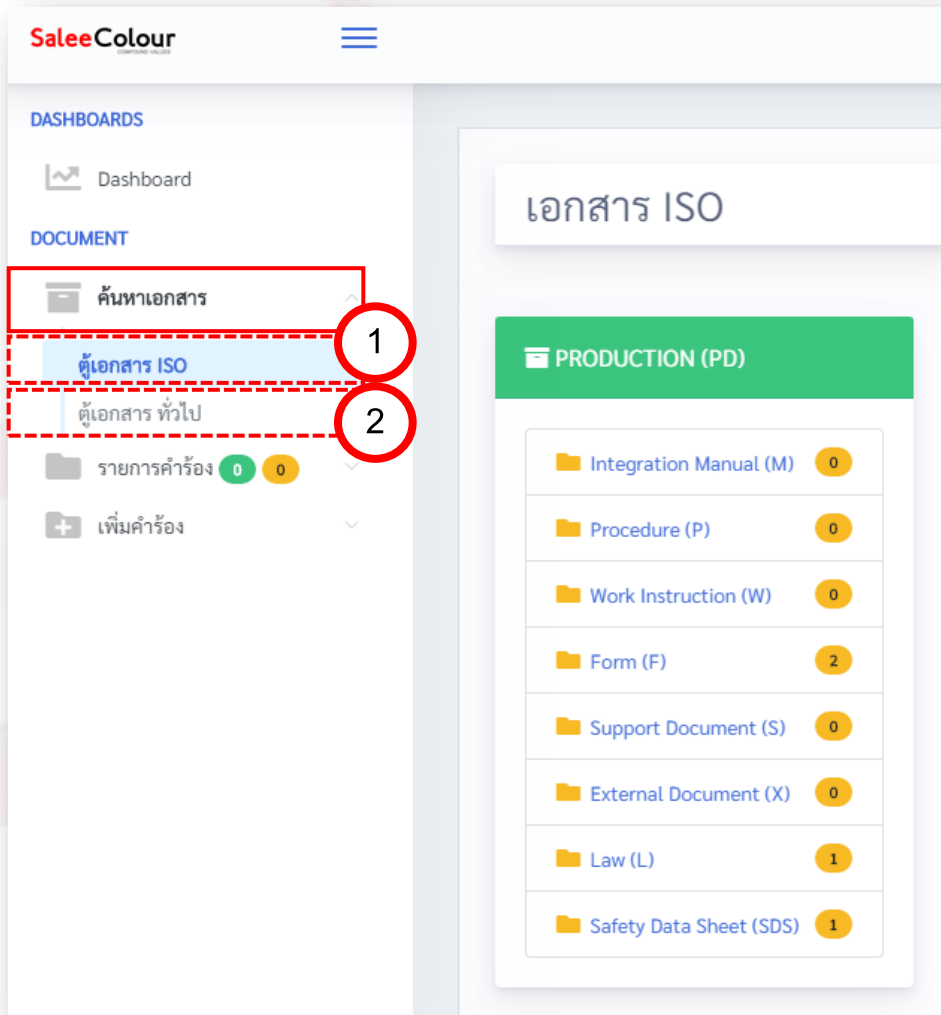 SaleeColour
COMPOUND VALUES
DASHBOARDS
Dashboard
DOCUMENT
ค้นหาเอกสาร
1
ตู้เอกสาร ISO
2
ตู้เอกสาร ทั่วไป
รายการคำร้อง 0 0
เพิ่มคำร้อง
เอกสาร ISO
PRODUCTION (PD)
Integration Manual (M) 0
Procedure (P) 0
Work Instruction (W) 0
Form (F) 2
Support Document (S) 0
External Document (X) 0
Law (L) 1
Safety Data Sheet (SDS) 1